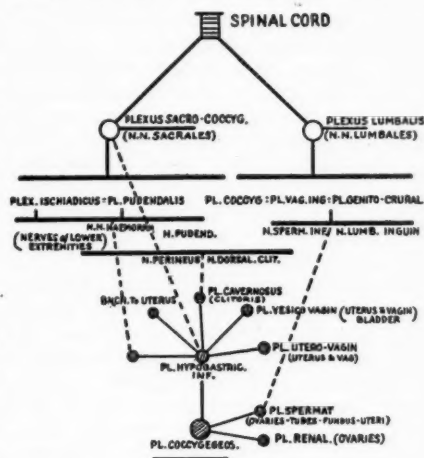 SPINAL CORD
PLEXUS SACRO-COCCYG.
(N.N. SACRALES)
PLEXUS LUMBALIS
(N.N. LUMBALES)
PLEX. ISCHIADICUS = PL. PUDENDALIS
PL. COCCYG = PL. VAG. ING = PL. GENITO-CRURAL
N.N. HAEMORRH
(NERVES of LOWER
EXTREMITIES)
N. PUDEND.
N. SPERM. INF. N. LUMB. INGUIN
N. PERINEUS N. DORSAL. CLIT.
BNCH. TO UTERUS
PL. CAVERNOSUS
(CLITORIS)
PL. VESICO VAGIN (UTERUS & VAGIN)
BLADDER
PL. UTERO-VAGIN
(UTERUS & VAG)
PL. HYPOGASTRIC.
INF.
PL. SPERMAT
(OVARIES-TUBES-FUNDUS-UTERI)
PL. COCCYGEGEOS.
PL. RENAL. (OVARIES)